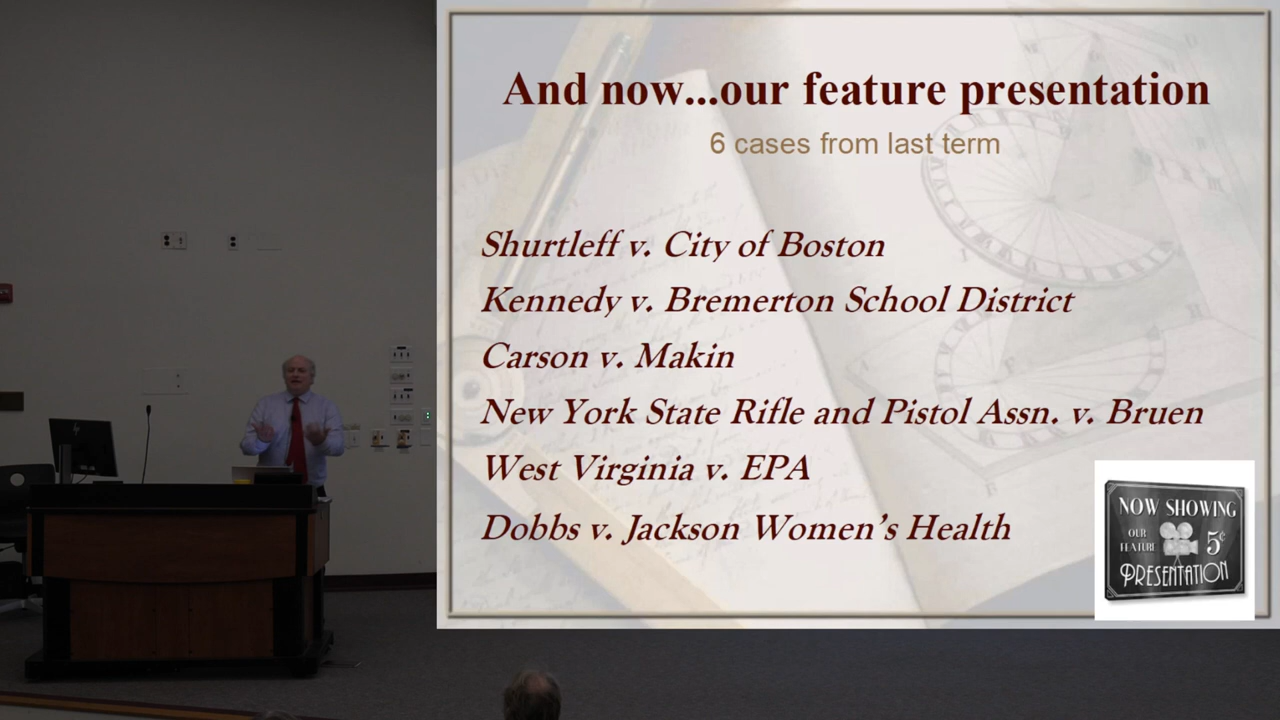 And now...our feature presentation
6 cases from last term
Shurtleff v. City of Boston
Kennedy v. Bremerton School District
Carson v. Makin
New York State Rifle and Pistol Assn. v. Bruen
West Virginia v. EPA
Dobbs v. Jackson Women's Health
NOW SHOWING
OUR
FEATURE
5¢
PRESENTATION
hp